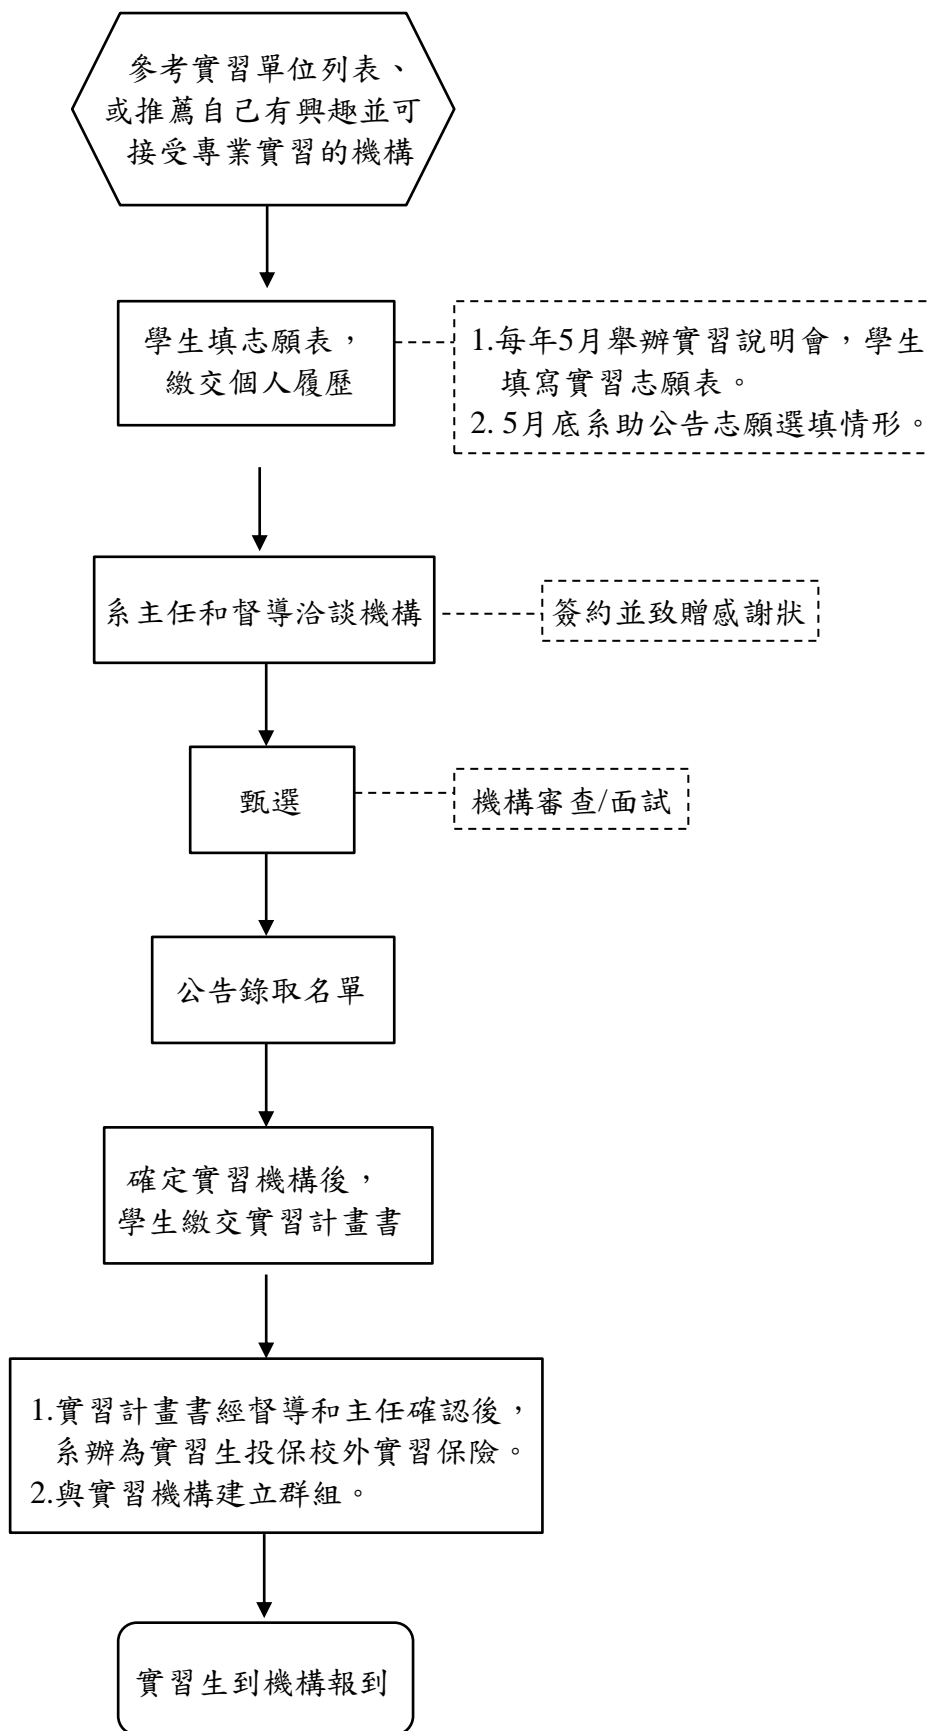 參考實習單位列表、
或推薦自己有興趣並可
接受專業實習的機構
學生填志願表，
繳交個人履歷
1.每年5月舉辦實習說明會，學生
填寫實習志願表。
2. 5月底系助公告志願選填情形。
系主任和督導洽談機構
簽約並致贈感謝狀
甄選
機構審查/面試
公告錄取名單
確定實習機構後，
學生繳交實習計畫書
1.實習計畫書經督導和主任確認後，
系辦為實習生投保校外實習保險。
2.與實習機構建立群組。
實習生到機構報到